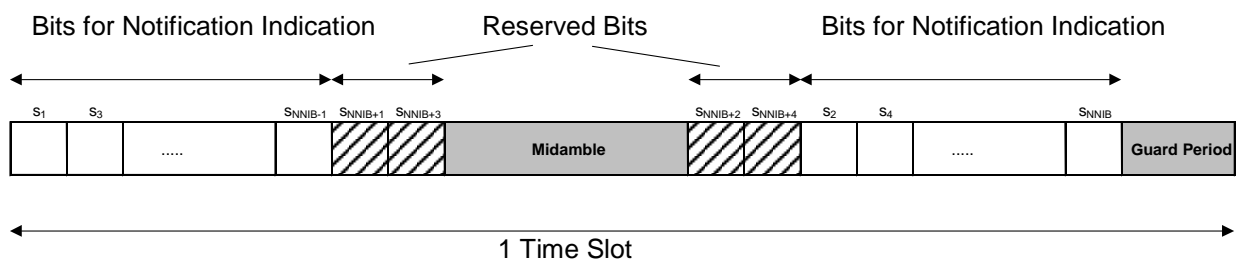 Bits for Notification Indication Reserved Bits Bits for Notification Indication
s1 s3 sNNIB-1 sNNIB+1 sNNIB+3 sNNIB+2 sNNIB+4 s2 s4 sNNIB
..... Midamble ..... Guard Period
1 Time Slot